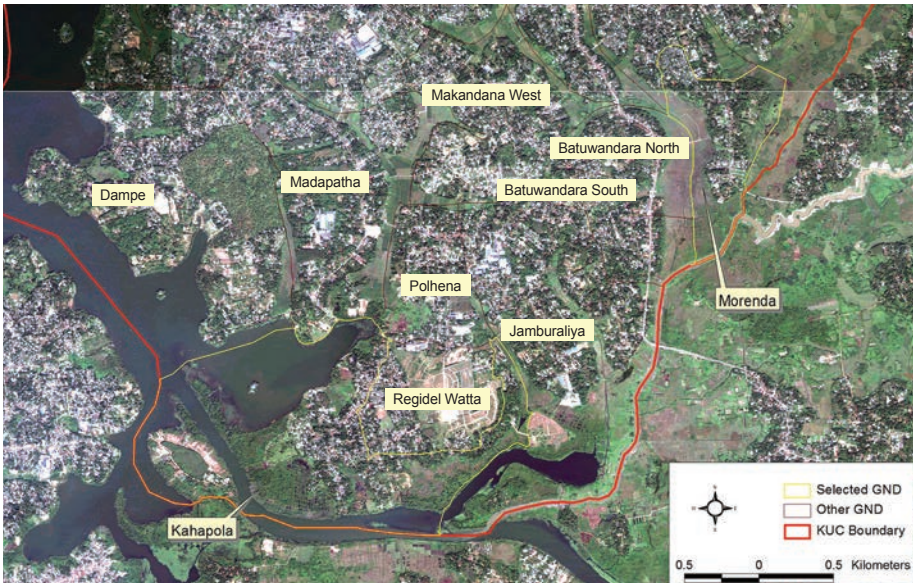 Makandana West
Batuwandara North
Madapatha
Dampe
Batuwandara South
Polhena
Morenda
Jamburaliya
Regidel Watta
Kahapola
N
W E
S
Selected GND
Other GND
KUC Boundary
0.5 0 0.5 Kilometers